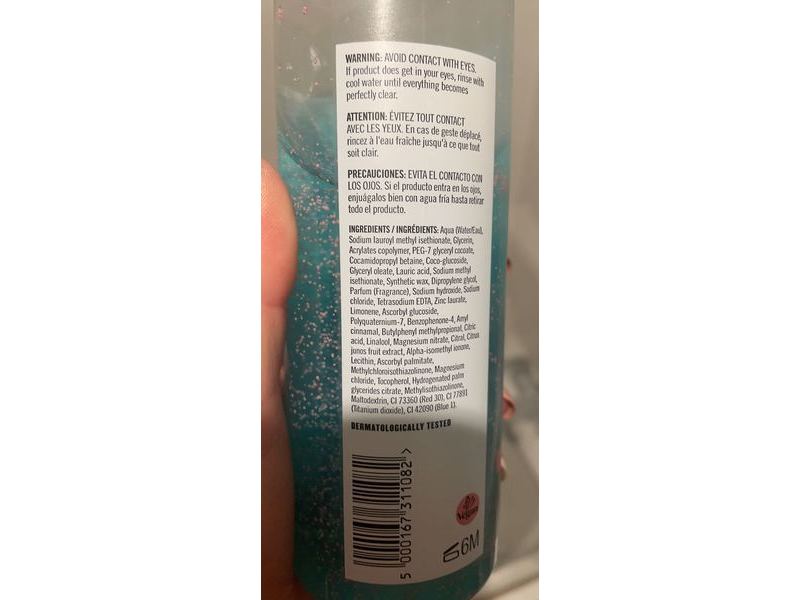 WARNING: AVOID CONTACT WITH EYES.
If product does get in your eyes, rinse with
cool water until everything becomes
perfectly clear.
ATTENTION: ÉVITEZ TOUT CONTACT
AVEC LES YEUX. En cas de geste déplacé,
rincez à l'eau fraîche jusqu'à ce que tout
soit clair.
PRECAUCIONES: EVITA EL CONTACTO CON
LOS OJOS. Si el producto entra en los ojos,
enjuágalos bien con agua fría hasta retirar
todo el producto.
INGREDIENTS / INGRÉDIENTS: Aqua (Water/Eau),
Sodium lauroyl methyl isethionate, Glycerin,
Acrylates copolymer, PEG-7 glyceryl cocoate,
Cocamidopropyl betaine, Coco-glucoside,
Glyceryl oleate, Lauric acid, Sodium methyl
isethionate, Synthetic wax, Dipropylene glycol,
Parfum (Fragrance), Sodium hydroxide, Sodium
chloride, Tetrasodium EDTA, Zinc laurate,
Limonene, Ascorbyl glucoside,
Polyquaternium-7, Benzophenone-4, Amyl
cinnamal, Butylphenyl methylpropional, Citric
acid, Linalool, Magnesium nitrate, Citral, Citrus
junos fruit extract, Alpha-isomethyl ionone,
Lecithin, Ascorbyl palmitate,
Methylchloroisothiazolinone, Magnesium
chloride, Tocopherol, Hydrogenated palm
glycerides citrate, Methylisothiazolinone,
Maltodextrin, CI 73360 (Red 30), CI 77891
(Titanium dioxide), CI 42090 (Blue 1).
DERMATOLOGICALLY TESTED
5 000167 311082 >
Vegan
6M